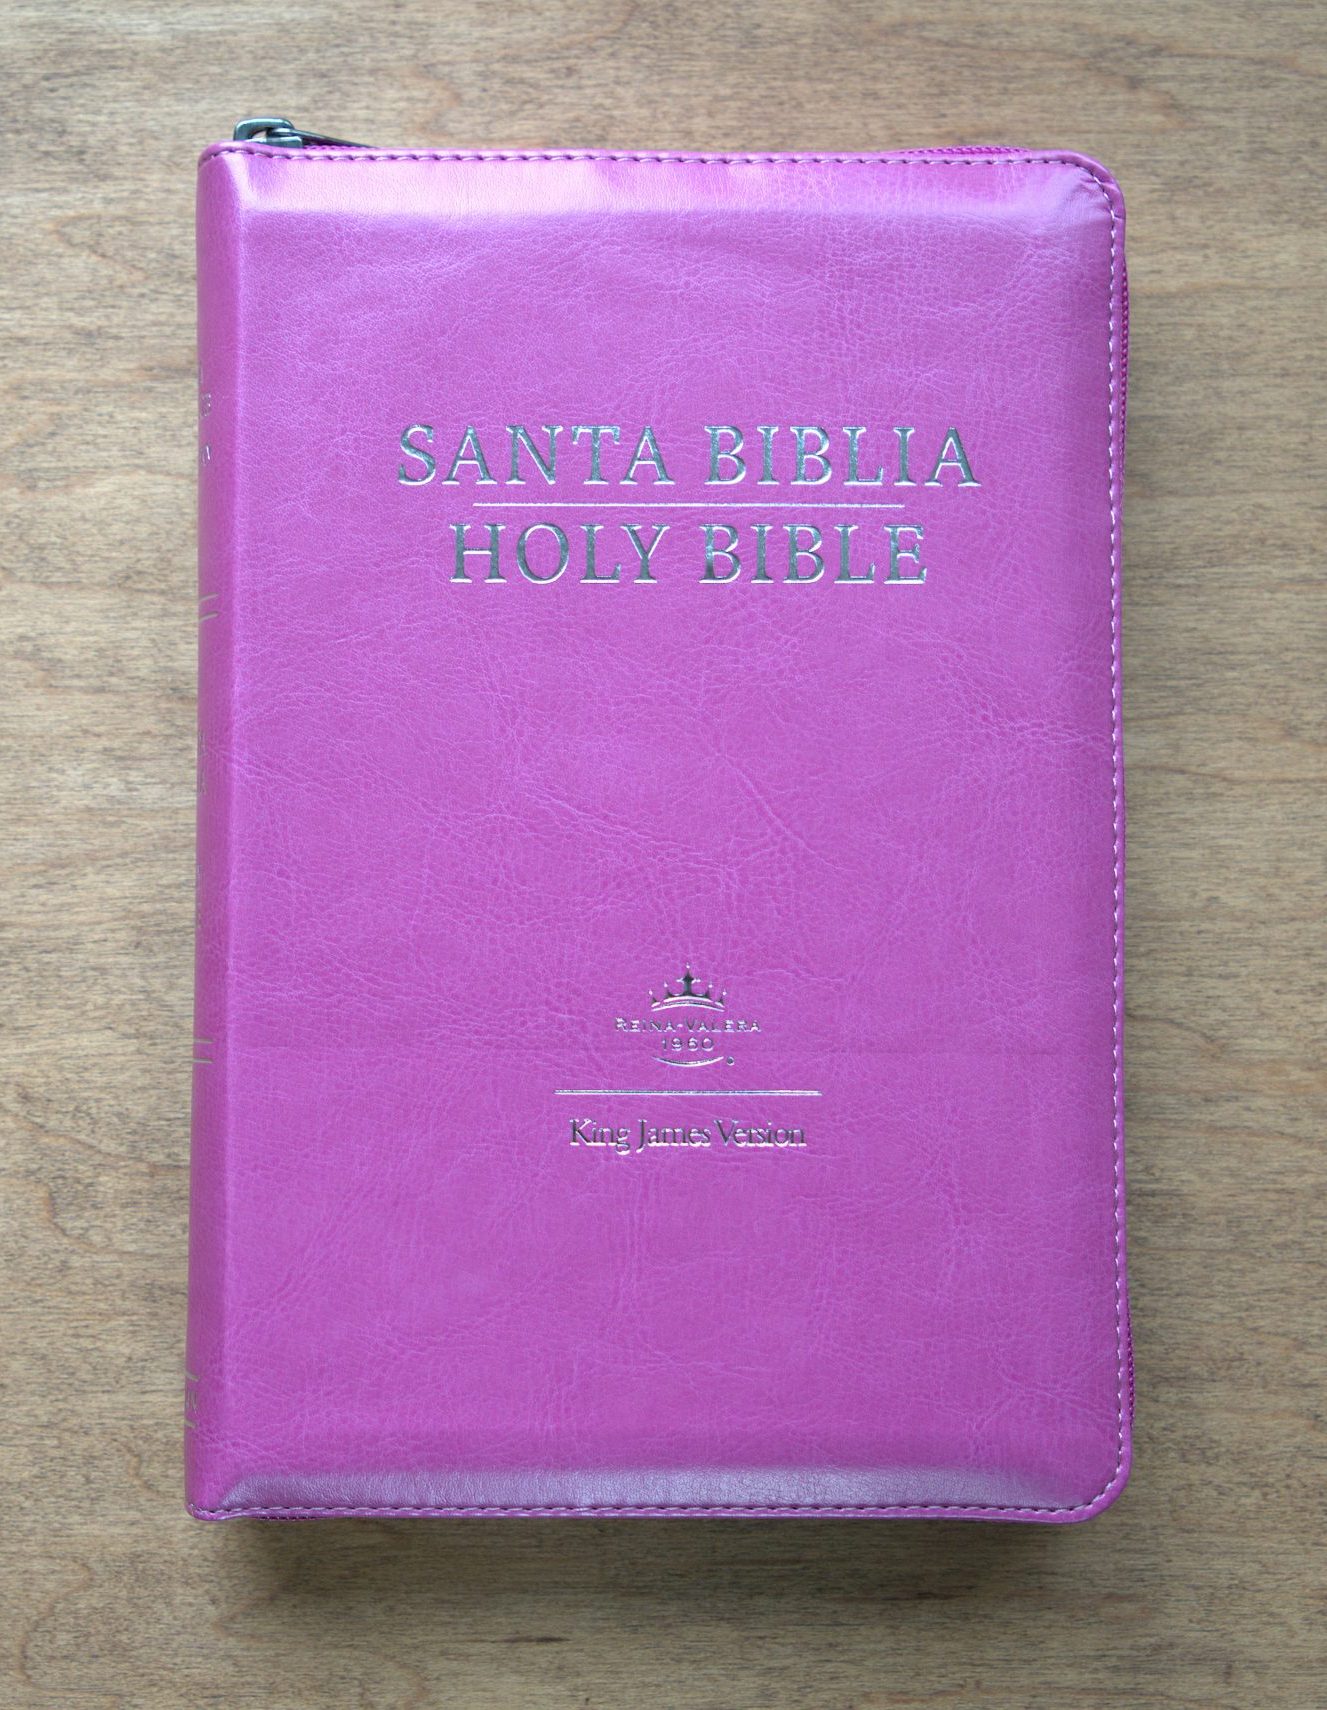 SANTA BIBLIA
HOLY BIBLE
REINA-VALERA
1960
King James Version